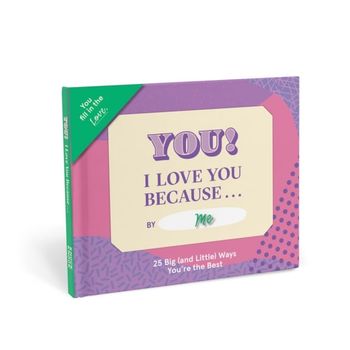 You
fill in the
Love.
YOU! I Love You Because...
YOU!
I LOVE YOU
BECAUSE...
BY Me
25 Big (and Little) Ways
You're the Best